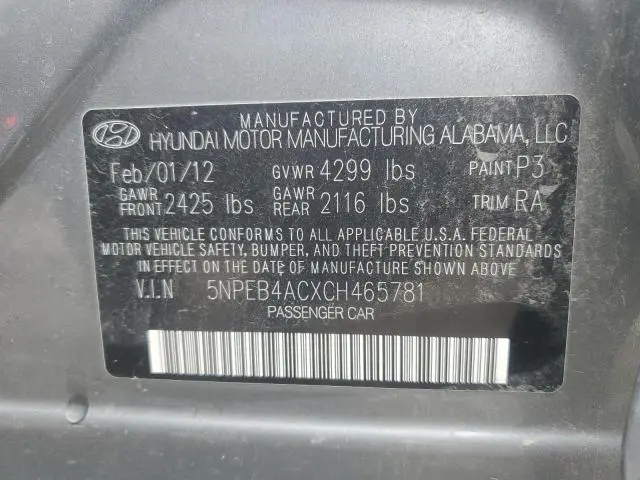 MANUFACTURED BY
HYUNDAI MOTOR MANUFACTURING ALABAMA, LLC
Feb/01/12 GVWR 4299 lbs PAINT P3
GAWR FRONT 2425 lbs GAWR REAR 2116 lbs TRIM RA
THIS VEHICLE CONFORMS TO ALL APPLICABLE U.S.A. FEDERAL
MOTOR VEHICLE SAFETY, BUMPER, AND THEFT PREVENTION STANDARDS
IN EFFECT ON THE DATE OF MANUFACTURE SHOWN ABOVE
V.I.N 5NPEB4ACXCH465781
PASSENGER CAR